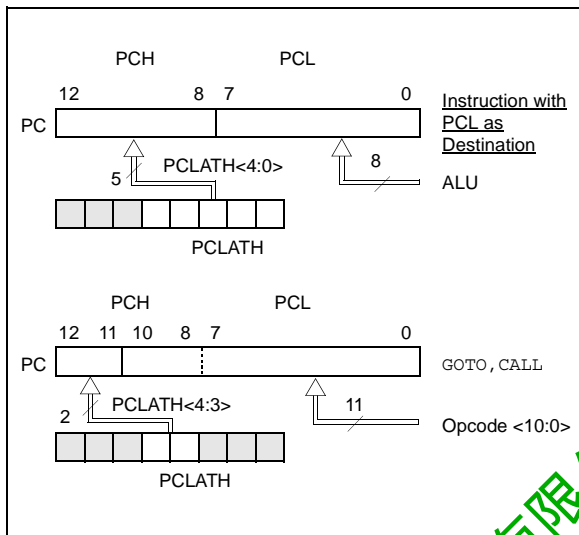 PCH PCL
12 8 7 0
Instruction with
PCL as
Destination
PC
5 PCLATH<4:0> 8
ALU
PCLATH
PCH PCL
12 11 10 8 7 0
PC GOTO,CALL
2 PCLATH<4:3> 11
Opcode <10:0>
PCLATH
有限